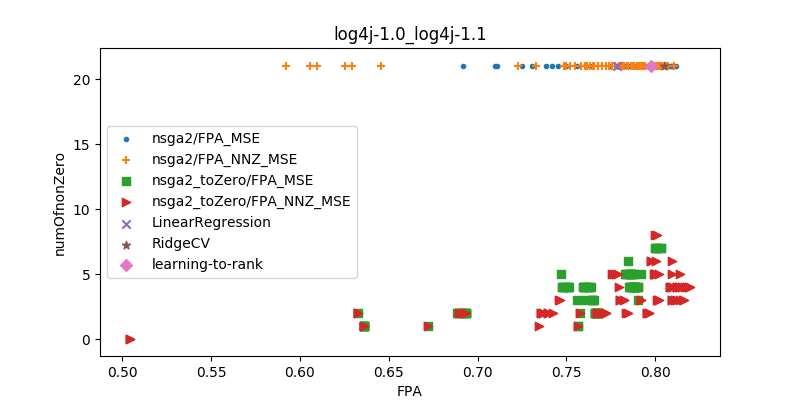 log4j-1.0_log4j-1.1
numOfnonZero
20
15
10
5
0
nsga2/FPA_MSE
nsga2/FPA_NNZ_MSE
nsga2_toZero/FPA_MSE
nsga2_toZero/FPA_NNZ_MSE
LinearRegression
RidgeCV
learning-to-rank
0.50 0.55 0.60 0.65 0.70 0.75 0.80
FPA